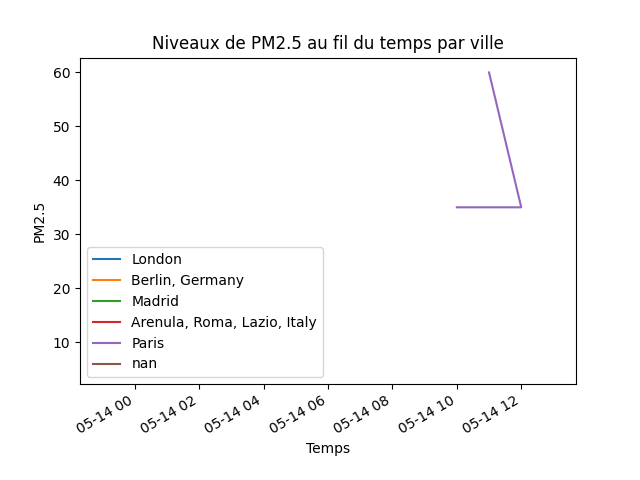 Niveaux de PM2.5 au fil du temps par ville
60
50
40
30
20
10
PM2.5
London
Berlin, Germany
Madrid
Arenula, Roma, Lazio, Italy
Paris
nan
05-14 00
05-14 02
05-14 04
05-14 06
05-14 08
05-14 10
05-14 12
Temps